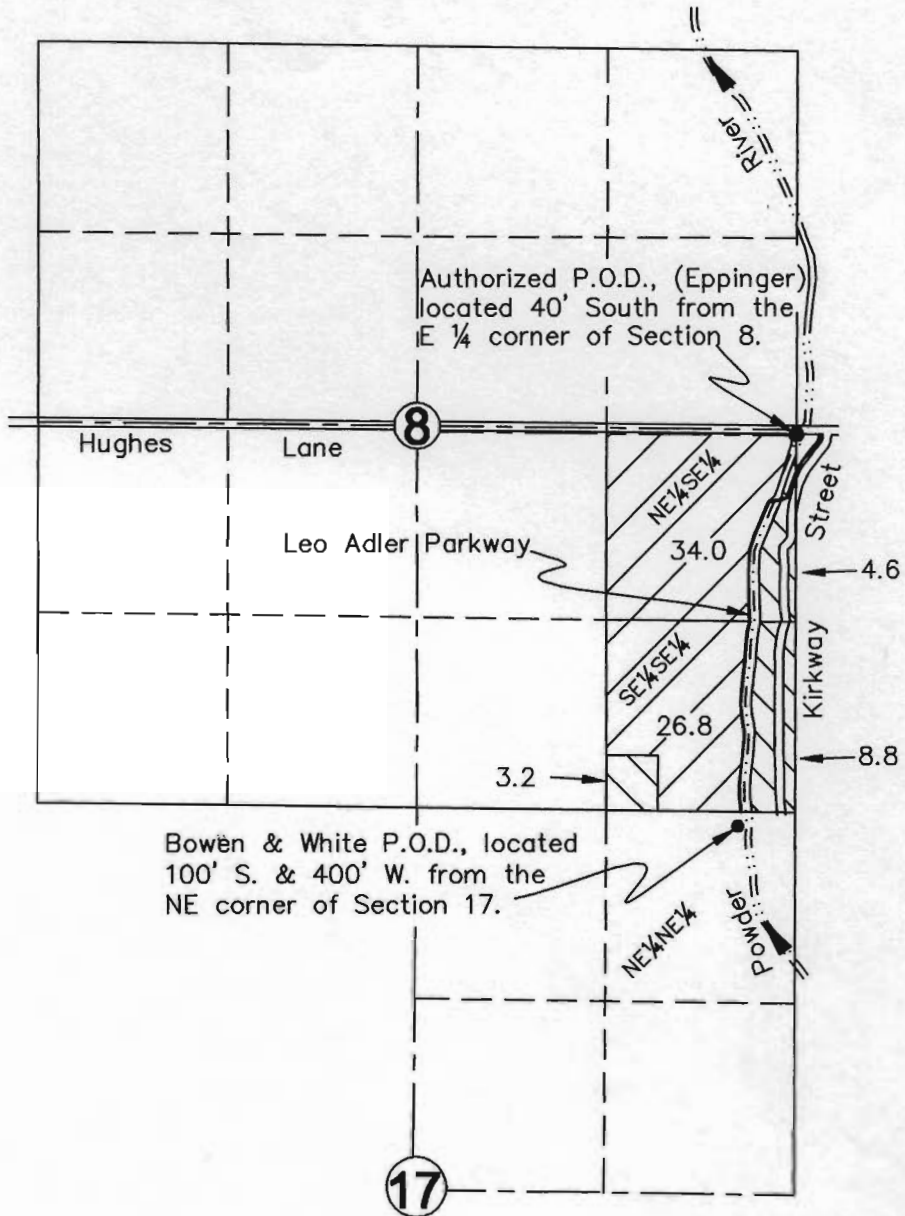 River
Authorized P.O.D., (Eppinger)
located 40' South from the
E ¼ corner of Section 8.
8
Hughes
Lane
NE¼SE¼
Street
Leo Adler Parkway
34.0
4.6
SE¼SE¼
Kirkway
26.8
3.2
8.8
Bowen & White P.O.D., located
100' S. & 400' W. from the
NE corner of Section 17.
NE¼NE¼
Powder
17